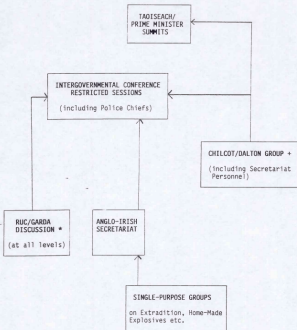 TAOISEACH/
PRIME MINISTER
SUMMITS
INTERGOVERNMENTAL CONFERENCE
RESTRICTED SESSIONS
(including Police Chiefs)
CHILCOT/DALTON GROUP +
(including Secretariat
Personnel)
RUC/GARDA
DISCUSSION *
(at all levels)
ANGLO-IRISH
SECRETARIAT
SINGLE-PURPOSE GROUPS
on Extradition, Home-Made
Explosives etc.